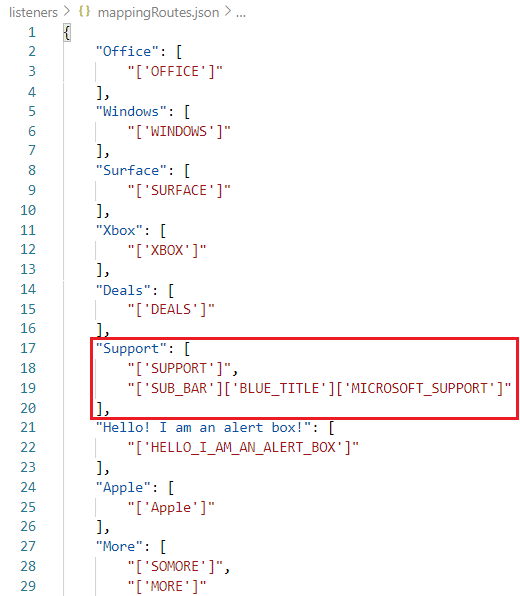 listeners > {} mappingRoutes.json > ...
1 {
2 "Office": [
3 "['OFFICE']"
4 ],
5 "Windows": [
6 "['WINDOWS']"
7 ],
8 "Surface": [
9 "['SURFACE']"
10 ],
11 "Xbox": [
12 "['XBOX']"
13 ],
14 "Deals": [
15 "['DEALS']"
16 ],
17 "Support": [
18 "['SUPPORT']",
19 "['SUB_BAR']['BLUE_TITLE']['MICROSOFT_SUPPORT']"
20 ],
21 "Hello! I am an alert box!": [
22 "['HELLO_I_AM_AN_ALERT_BOX']"
23 ],
24 "Apple": [
25 "['Apple']"
26 ],
27 "More": [
28 "['SOMORE']",
29 "['MORE']"